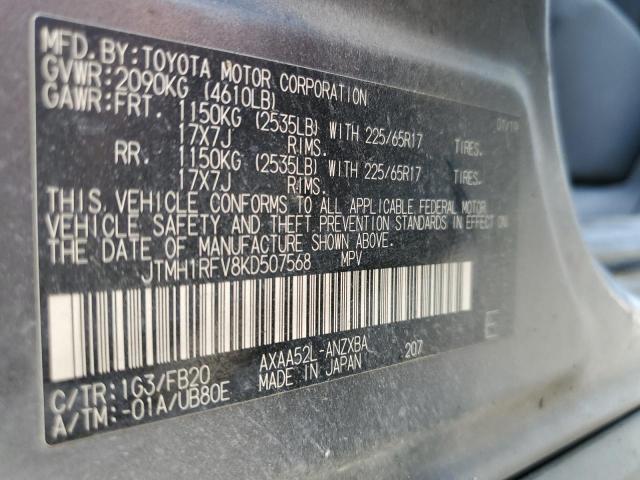 MFD. BY: TOYOTA MOTOR CORPORATION
GVWR: 2090KG (4610LB) 01/19
GAWR: FRT. 1150KG (2535LB) WITH 225/65R17 TIRES.
17X7J RIMS.
RR. 1150KG (2535LB) WITH 225/65R17 TIRES.
17X7J RIMS.
THIS VEHICLE CONFORMS TO ALL APPLICABLE FEDERAL MOTOR
VEHICLE SAFETY AND THEFT PREVENTION STANDARDS IN EFFECT ON
THE DATE OF MANUFACTURE SHOWN ABOVE.
JTMH1RFV8KD507568 MPV
E
AXAA52L-ANZXBA 207
C/TR: 1G3/FB20 MADE IN JAPAN
A/TM: -01A/UB80E